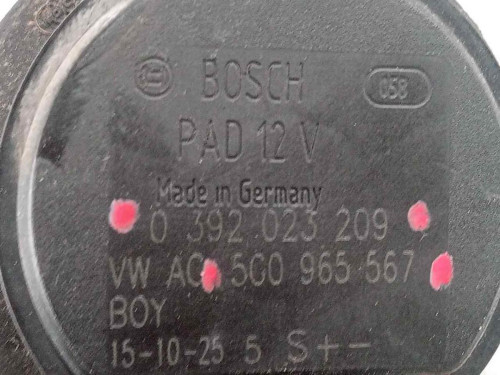 BOSCH
058
PAD 12 V
Made in Germany
0 392 023 209
VW AG 5G0 965 567
BOY
15-10-25 5 S+-